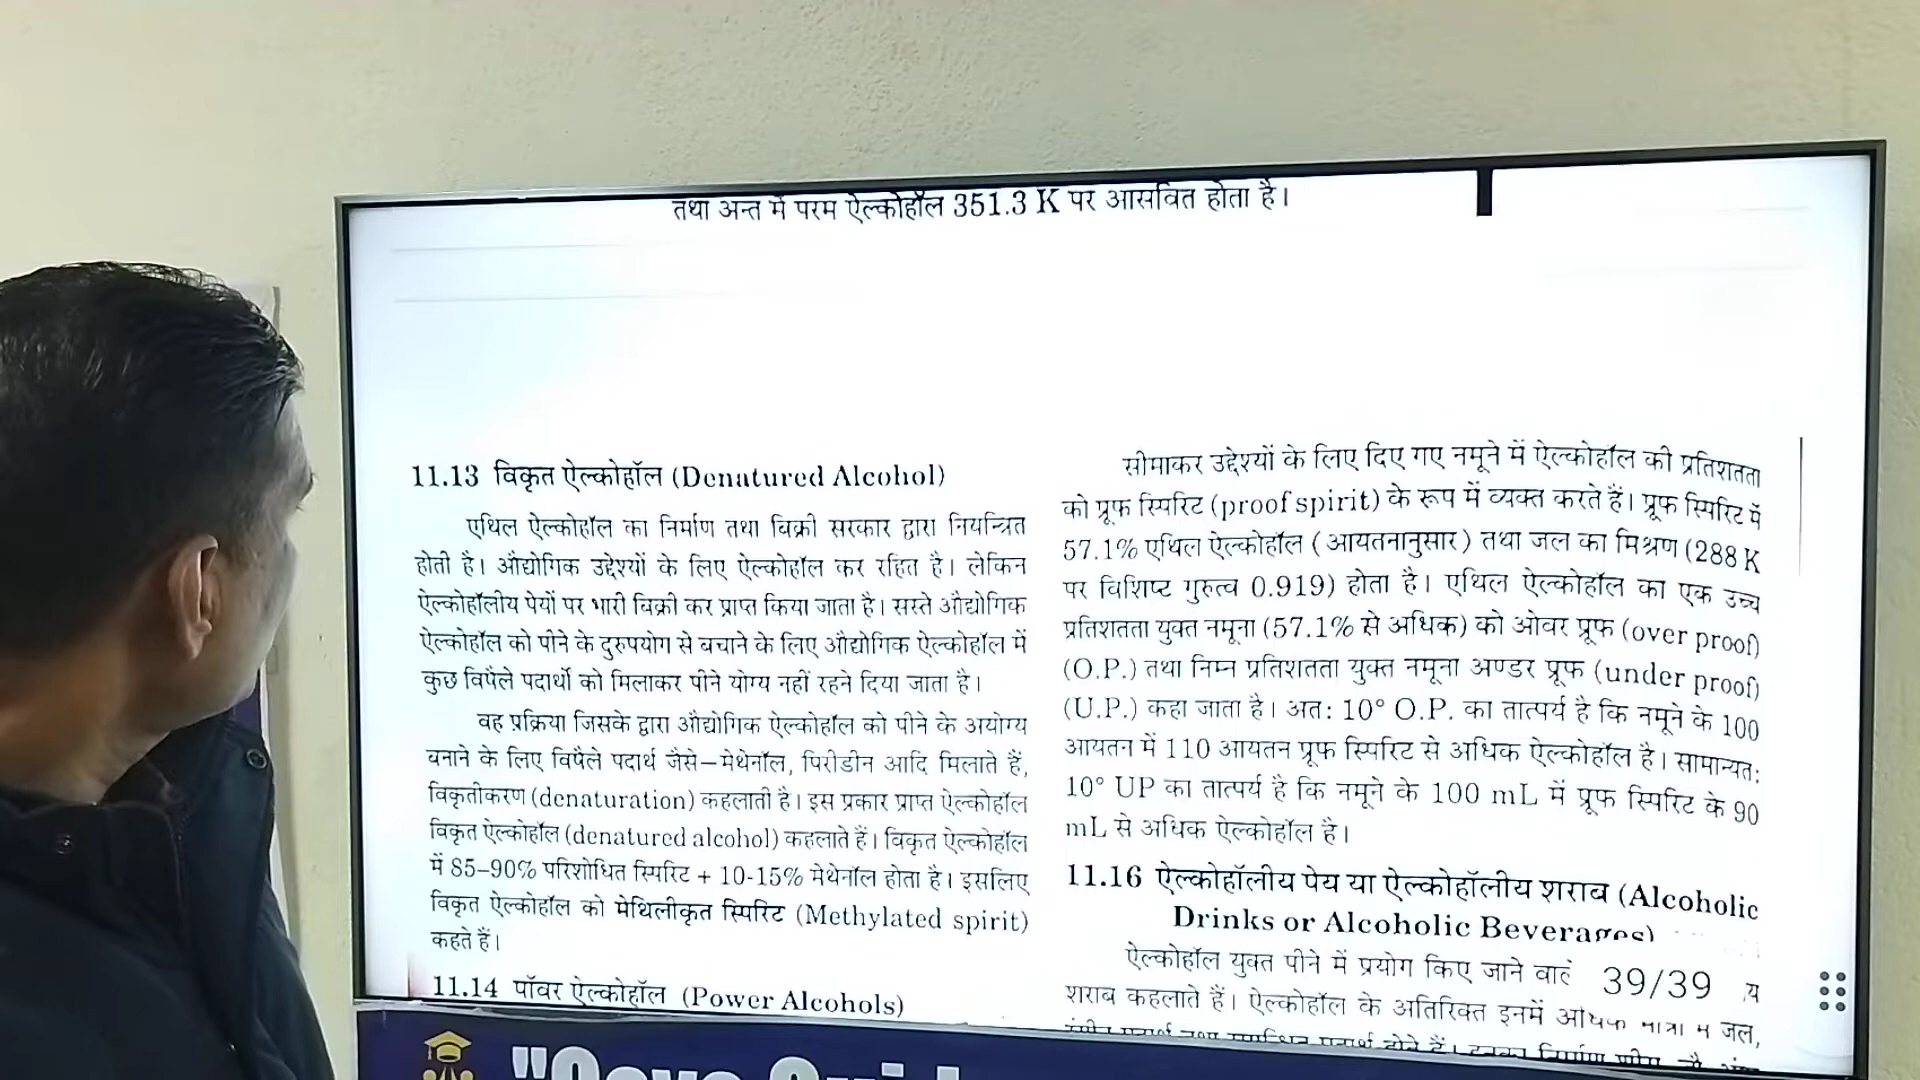 तथा अन्त में परम ऐल्कोहॉल 351.3 K पर आसवित होता है।
11.13 विकृत ऐल्कोहॉल (Denatured Alcohol)
एथिल ऐल्कोहॉल का निर्माण तथा बिक्री सरकार द्वारा नियन्त्रित
होती है। औद्योगिक उद्देश्यों के लिए ऐल्कोहॉल कर रहित है। लेकिन
ऐल्कोहॉलीय पेयों पर भारी बिक्री कर प्राप्त किया जाता है। सस्ते औद्योगिक
ऐल्कोहॉल को पीने के दुरुपयोग से बचाने के लिए औद्योगिक ऐल्कोहॉल में
कुछ विषैले पदार्थों को मिलाकर पीने योग्य नहीं रहने दिया जाता है।
वह प्रक्रिया जिसके द्वारा औद्योगिक ऐल्कोहॉल को पीने के अयोग्य
बनाने के लिए विषैले पदार्थ जैसे–मेथेनॉल, पिरीडीन आदि मिलाते हैं,
विकृतीकरण (denaturation) कहलाती है। इस प्रकार प्राप्त ऐल्कोहॉल
विकृत ऐल्कोहॉल (denatured alcohol) कहलाते हैं। विकृत ऐल्कोहॉल
में 85–90% परिशोधित स्पिरिट + 10-15% मेथेनॉल होता है। इसलिए
विकृत ऐल्कोहॉल को मेथिलीकृत स्पिरिट (Methylated spirit)
कहते हैं।
11.14 पॉवर ऐल्कोहॉल (Power Alcohols)
सीमाकर उद्देश्यों के लिए दिए गए नमूने में ऐल्कोहॉल की प्रतिशतता
को प्रूफ स्पिरिट (proof spirit) के रूप में व्यक्त करते हैं। प्रूफ स्पिरिट में
57.1% एथिल ऐल्कोहॉल (आयतनानुसार) तथा जल का मिश्रण (288 K
पर विशिष्ट गुरुत्व 0.919) होता है। एथिल ऐल्कोहॉल का एक उच्च
प्रतिशतता युक्त नमूना (57.1% से अधिक) को ओवर प्रूफ (over proof)
(O.P.) तथा निम्न प्रतिशतता युक्त नमूना अण्डर प्रूफ (under proof)
(U.P.) कहा जाता है। अत: 10° O.P. का तात्पर्य है कि नमूने के 100
आयतन में 110 आयतन प्रूफ स्पिरिट से अधिक ऐल्कोहॉल है। सामान्यत:
10° UP का तात्पर्य है कि नमूने के 100 mL में प्रूफ स्पिरिट के 90
mL से अधिक ऐल्कोहॉल है।
11.16 ऐल्कोहॉलीय पेय या ऐल्कोहॉलीय शराब (Alcoholic
Drinks or Alcoholic Beverages)
ऐल्कोहॉल युक्त पीने में प्रयोग किए जाने वाले
39/39
शराब कहलाते हैं। ऐल्कोहॉल के अतिरिक्त इनमें अधिक मात्रा में जल,